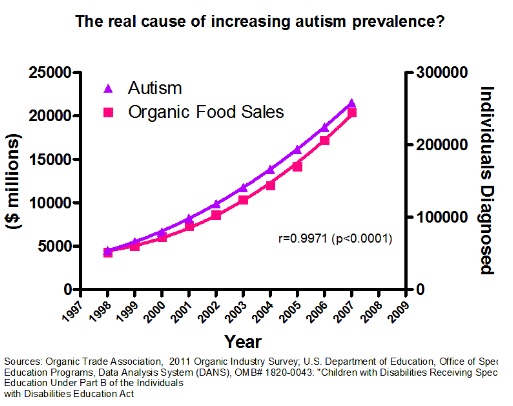 The real cause of increasing autism prevalence?
25000
20000
15000
10000
5000
0
($ millions)
Autism
Organic Food Sales
r=0.9971 (p<0.0001)
300000
200000
100000
0
Individuals Diagnosed
1997 1998 1999 2000 2001 2002 2003 2004 2005 2006 2007 2008 2009
Year
Sources: Organic Trade Association, 2011 Organic Industry Survey; U.S. Department of Education, Office of Spec
Education Programs, Data Analysis System (DANS), OMB# 1820-0043: "Children with Disabilities Receiving Spec
Education Under Part B of the Individuals
with Disabilities Education Act